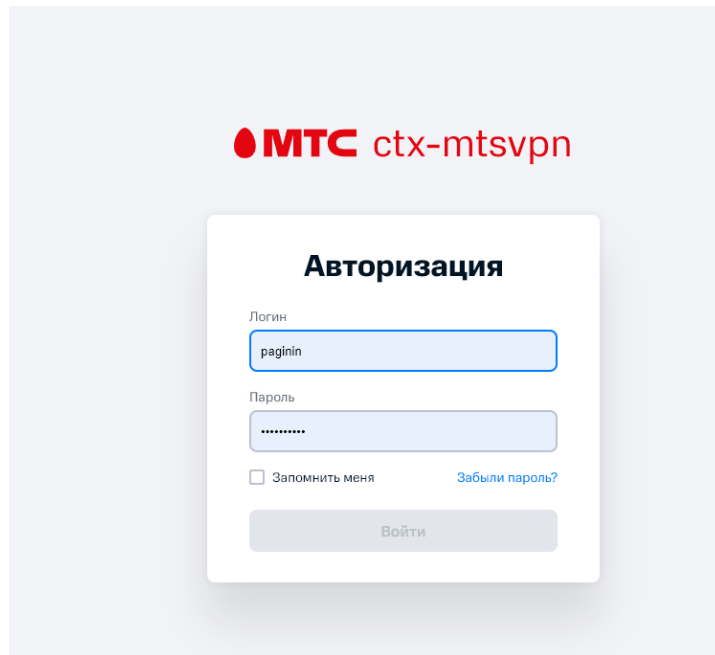 МТС ctx-mtsvpn
Авторизация
Логин
paginin
Пароль
••••••••••
Запомнить меня Забыли пароль?
Войти